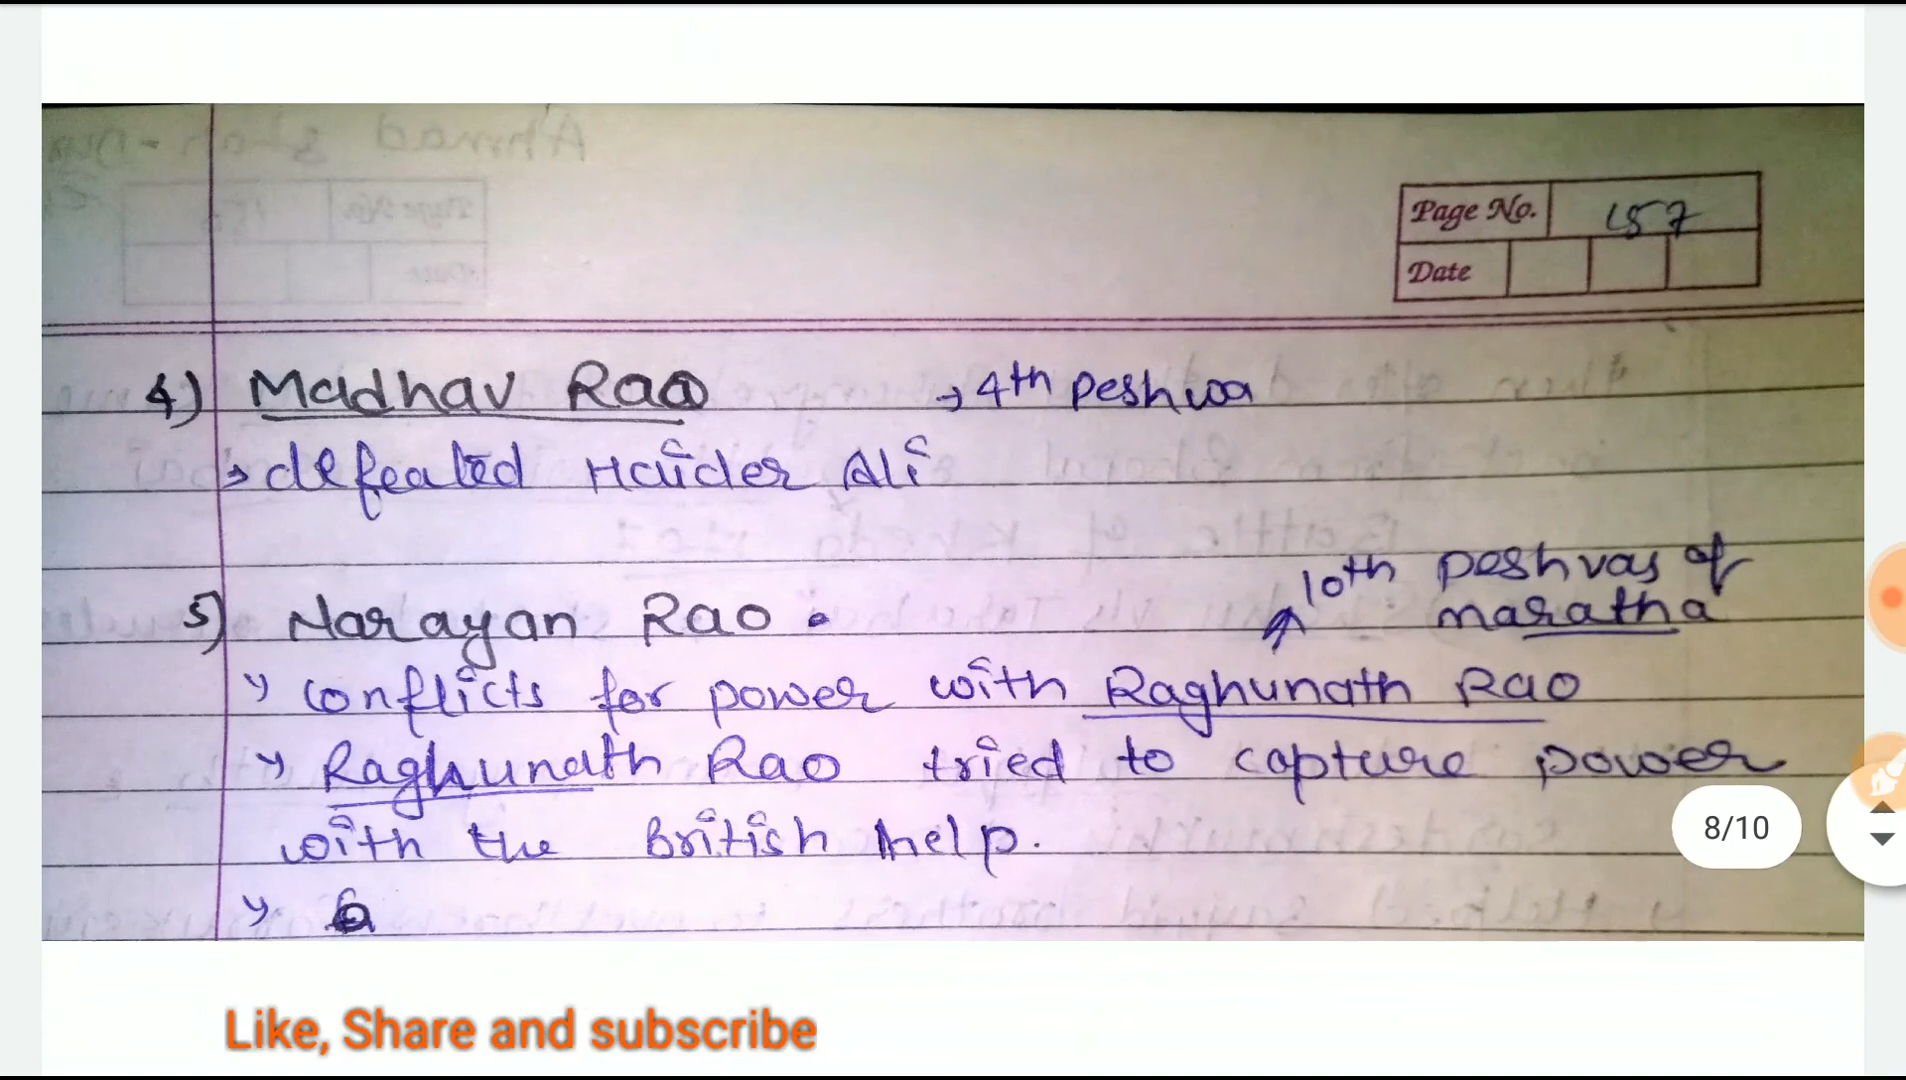 Page No. 157
Date
4) Madhav Rao → 4th Peshwa
→ defeated Haider Ali
10th peshvas of
maratha
5) Narayan Rao.
conflicts for power with Raghunath Rao
Raghunath Rao tried to capture power
with the British help.
8/10
Like, Share and subscribe